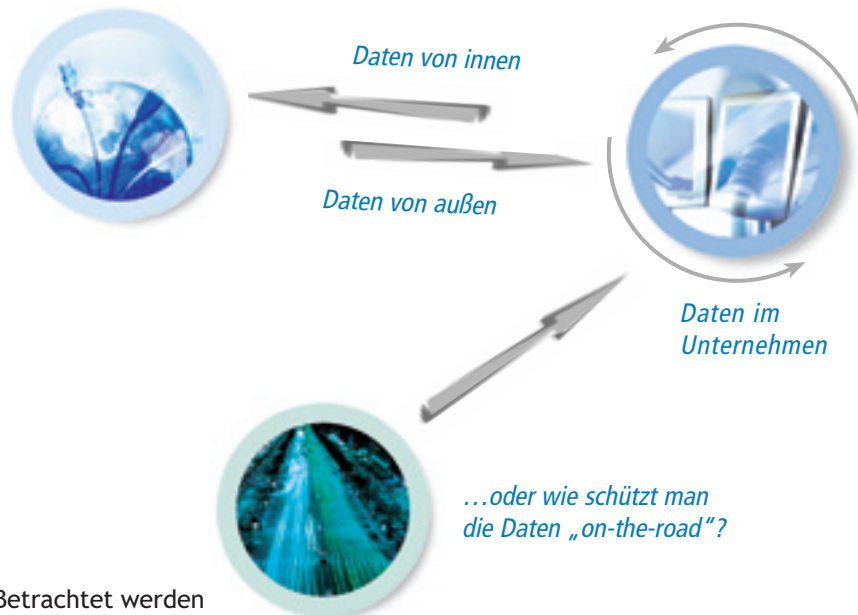 Daten von innen
Daten von außen
Daten im
Unternehmen
…oder wie schützt man
die Daten „on-the-road“?
Betrachtet werden